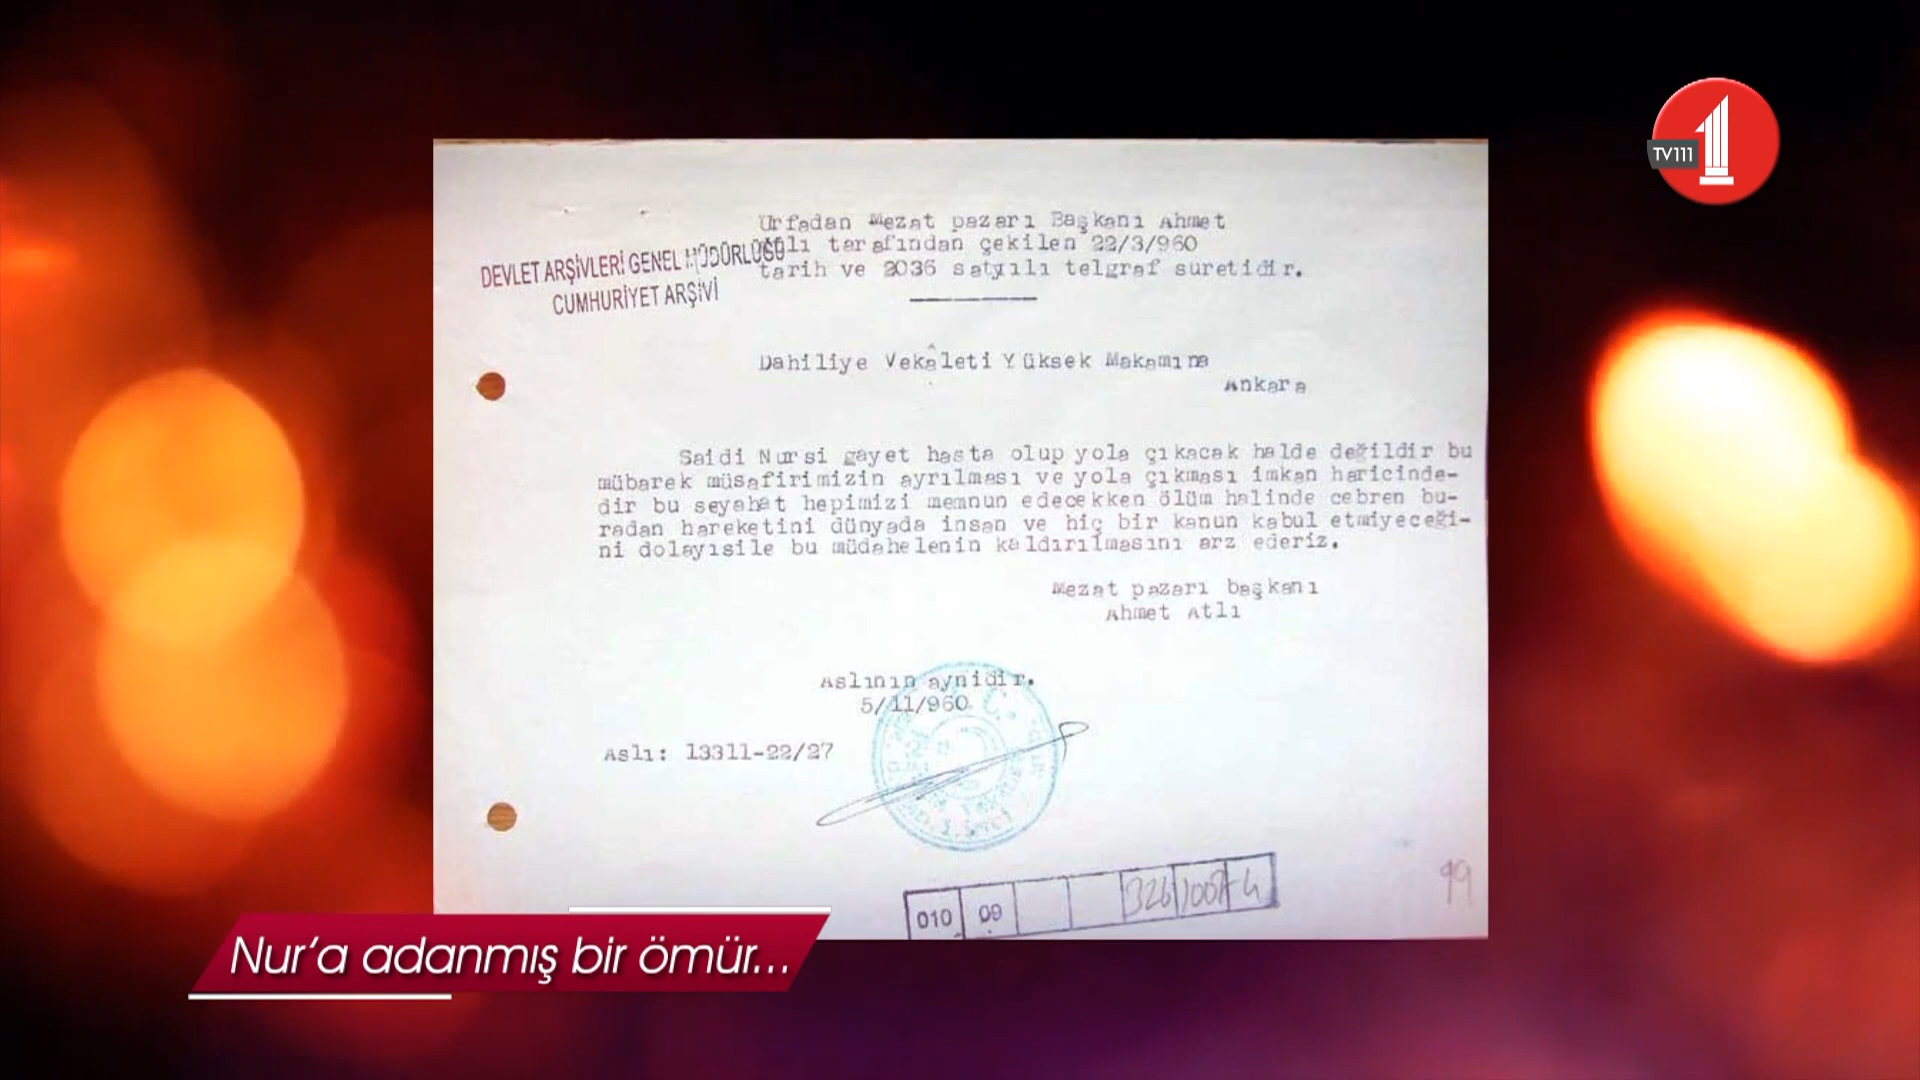 TV111
Urfadan Mezat pazarı Başkanı Ahmet
tarafından çekilen 22/3/960
tarih ve 2036 satyılı telgraf suretidir.
DEVLET ARŞİVLERİ GENEL MÜDÜRLÜĞÜ
CUMHURİYET ARŞİVİ
Dahiliye Vekâleti Yüksek Makamına
Ankara
Saidi Nursi gayet hasta olup yola çıkacak halde değildir bu
mübarek müsafirimizin ayrılması ve yola çıkması imkan haricinde-
dir bu seyahat hepimizi memnun edecekken ölüm halinde cebren bu-
radan hareketini dünyada insan ve hiç bir kanun kabul etmiyeceği-
ni dolayısile bu müdahelenin kaldırılmasını arz ederiz.
Mezat pazarı başkanı
Ahmet Atlı
Aslının aynidir.
5/11/960
Aslı: 13311-22/27
010 09 326 1007 4
99
Nur'a adanmış bir ömür...